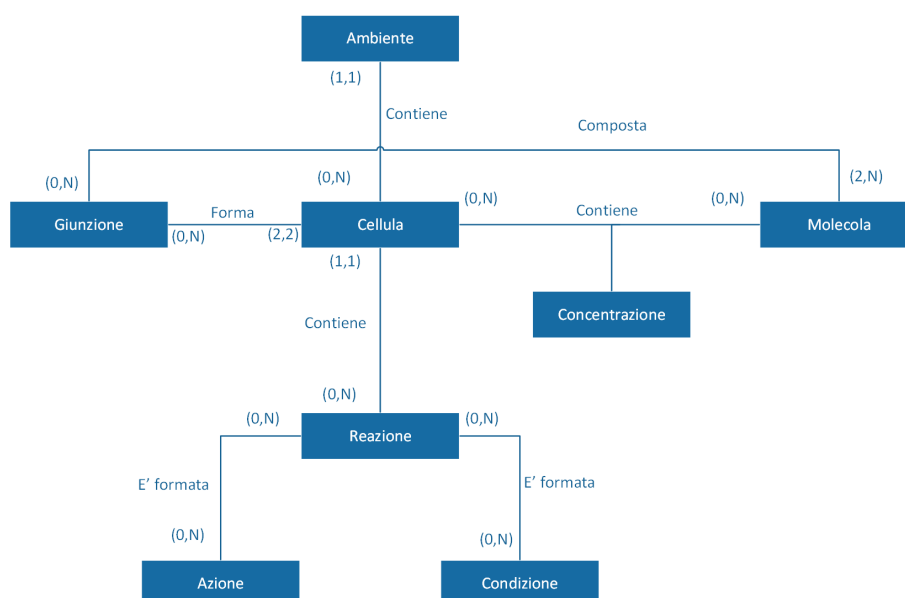 Ambiente
(1,1)
Contiene
Composta
(0,N)
(0,N)
(2,N)
(0,N)
(0,N)
Giunzione
Forma
Cellula
Contiene
Molecola
(0,N)
(2,2)
(1,1)
Concentrazione
Contiene
(0,N)
(0,N)
(0,N)
Reazione
E' formata
E' formata
(0,N)
(0,N)
Azione
Condizione